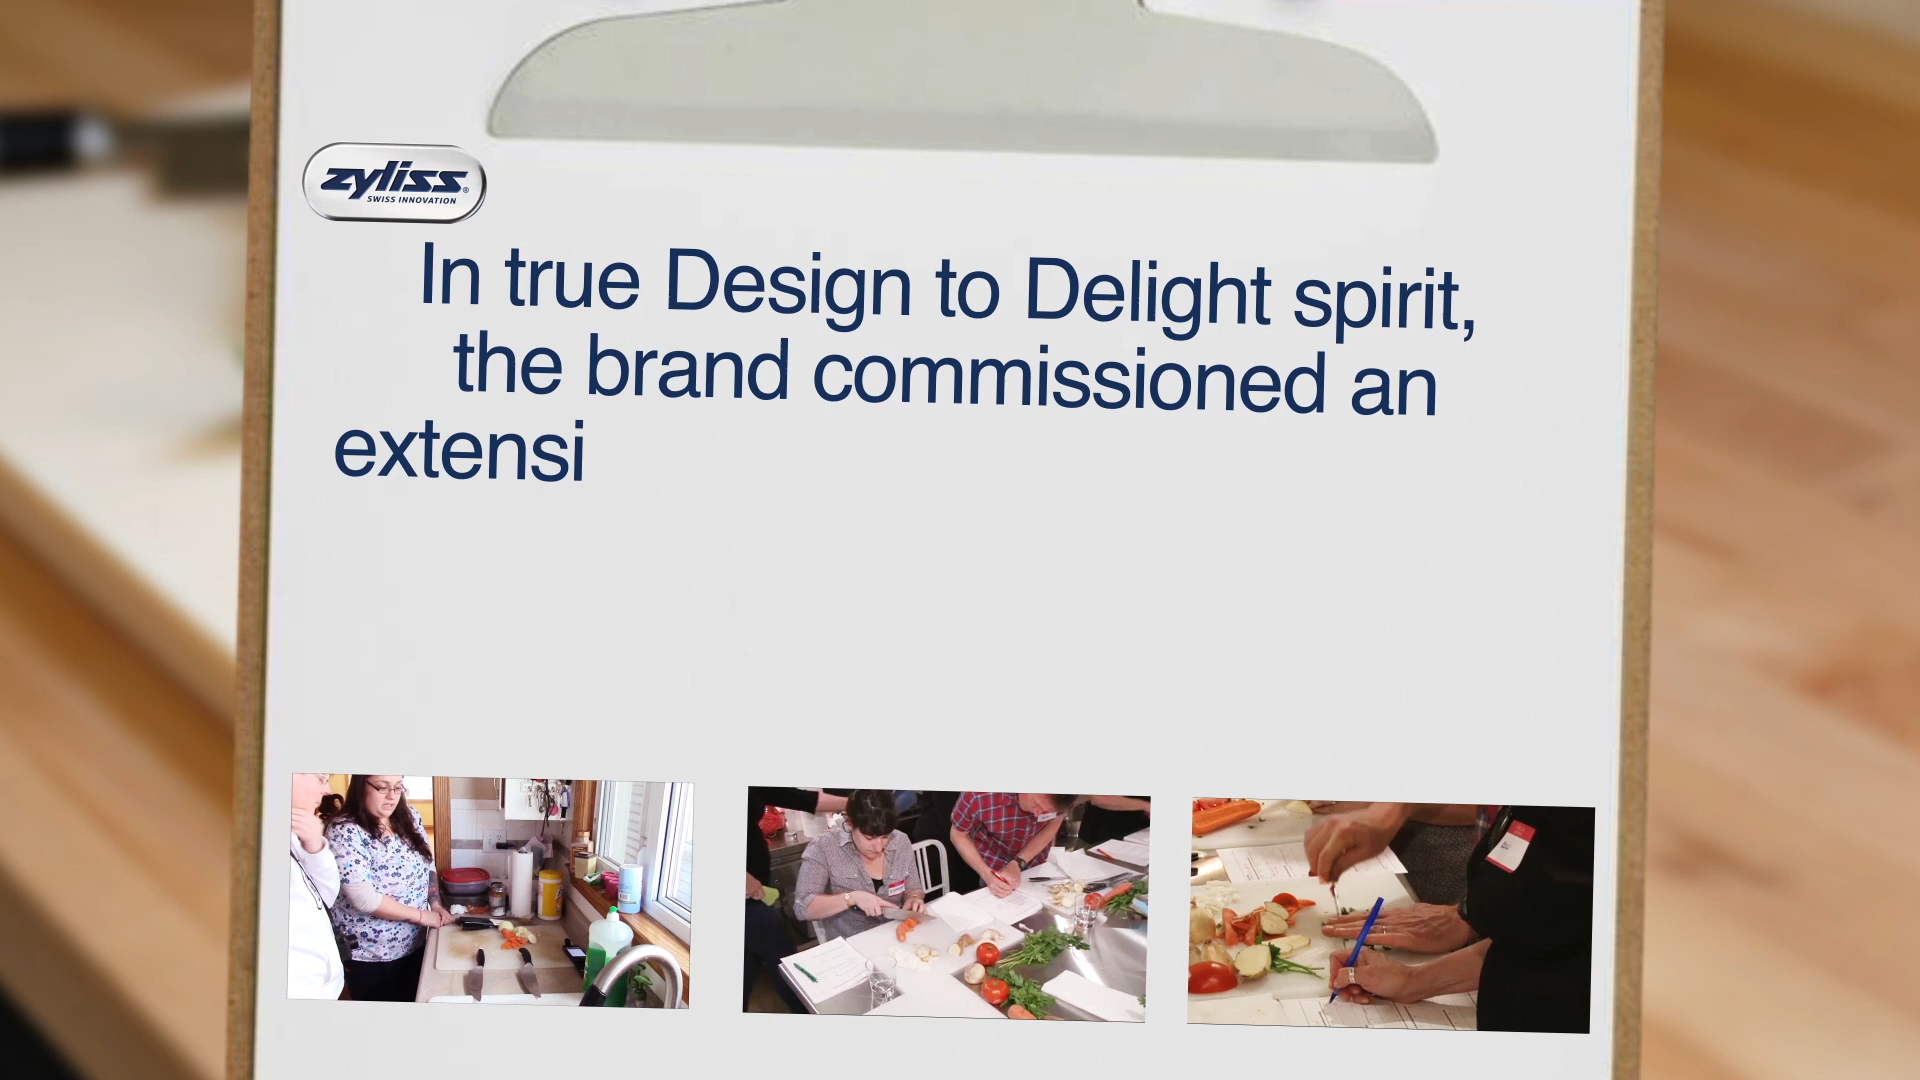 zyliss®
SWISS INNOVATION
In true Design to Delight spirit,
the brand commissioned an
extensi